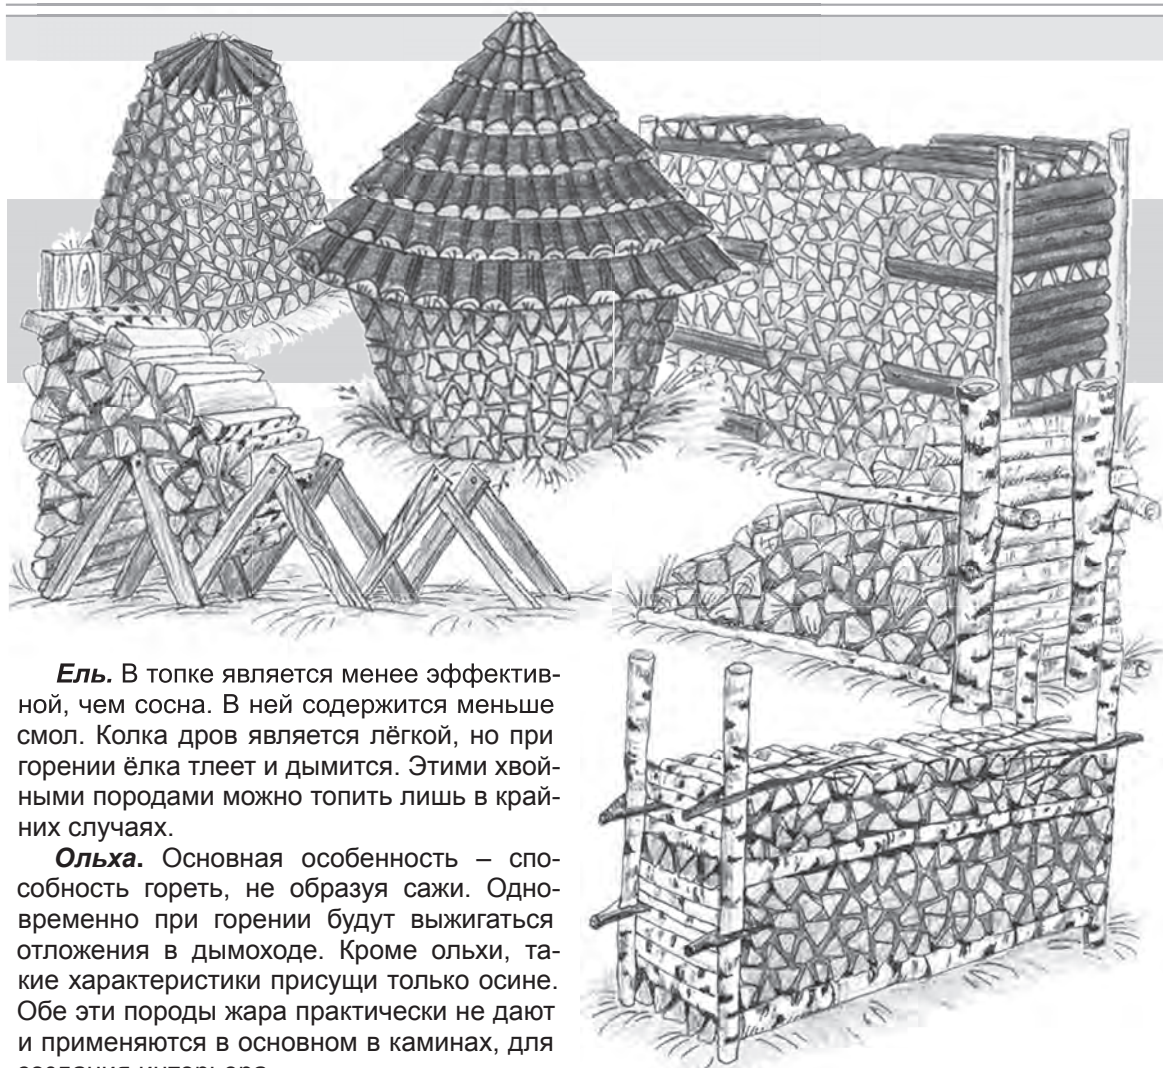 Ель. В топке является менее эффектив-
ной, чем сосна. В ней содержится меньше
смол. Колка дров является лёгкой, но при
горении ёлка тлеет и дымится. Этими хвой-
ными породами можно топить лишь в край-
них случаях.
Ольха. Основная особенность – спо-
собность гореть, не образуя сажи. Одно-
временно при горении будут выжигаться
отложения в дымоходе. Кроме ольхи, та-
кие характеристики присущи только осине.
Обе эти породы жара практически не дают
и применяются в основном в каминах, для